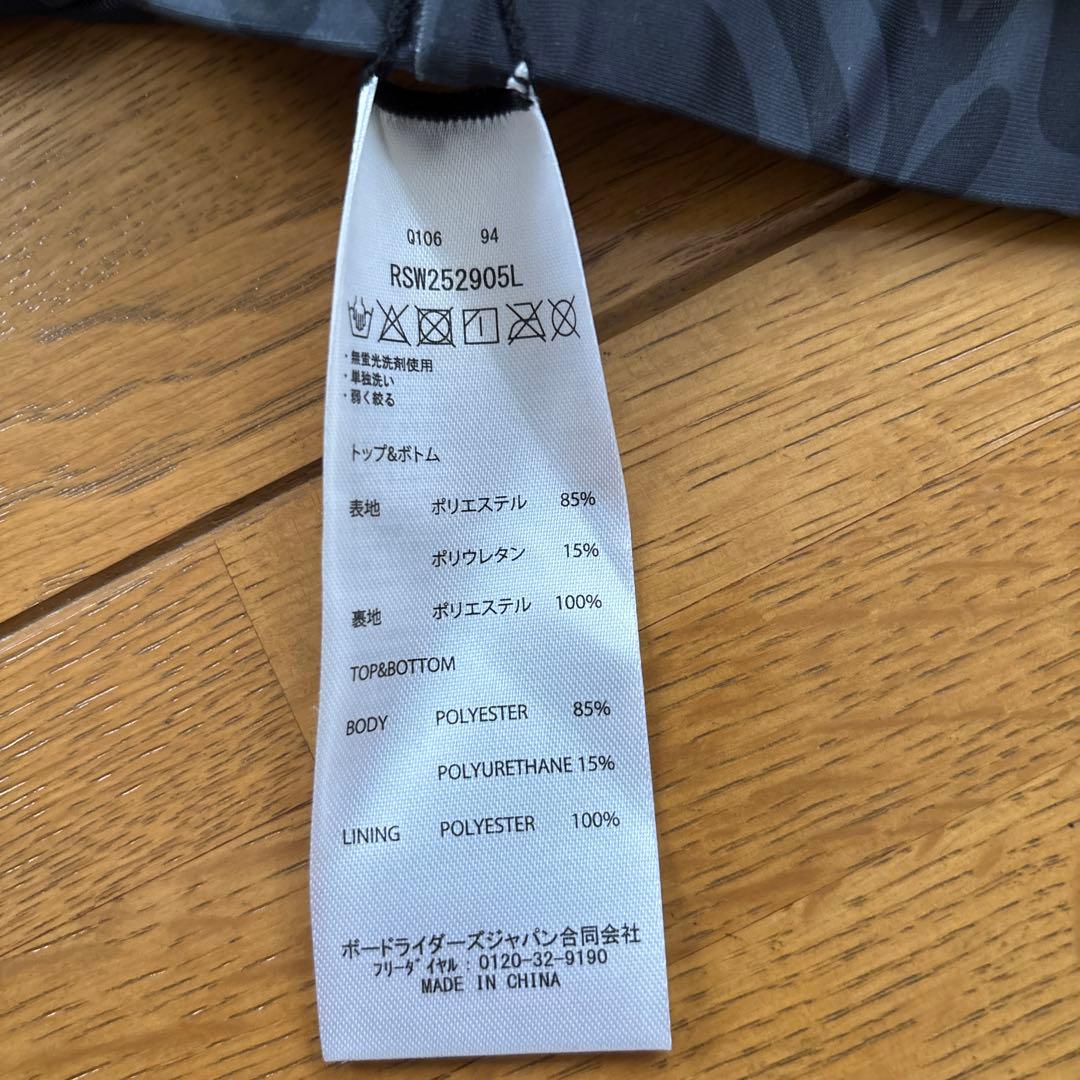 Q106 94
RSW252905L
・無蛍光洗剤使用
・単独洗い
・弱く絞る
トップ&ボトム
表地 ポリエステル 85%
ポリウレタン 15%
裏地 ポリエステル 100%
TOP&BOTTOM
BODY POLYESTER 85%
POLYURETHANE 15%
LINING POLYESTER 100%
ボードライダーズジャパン合同会社
フリーダイヤル：0120-32-9190
MADE IN CHINA